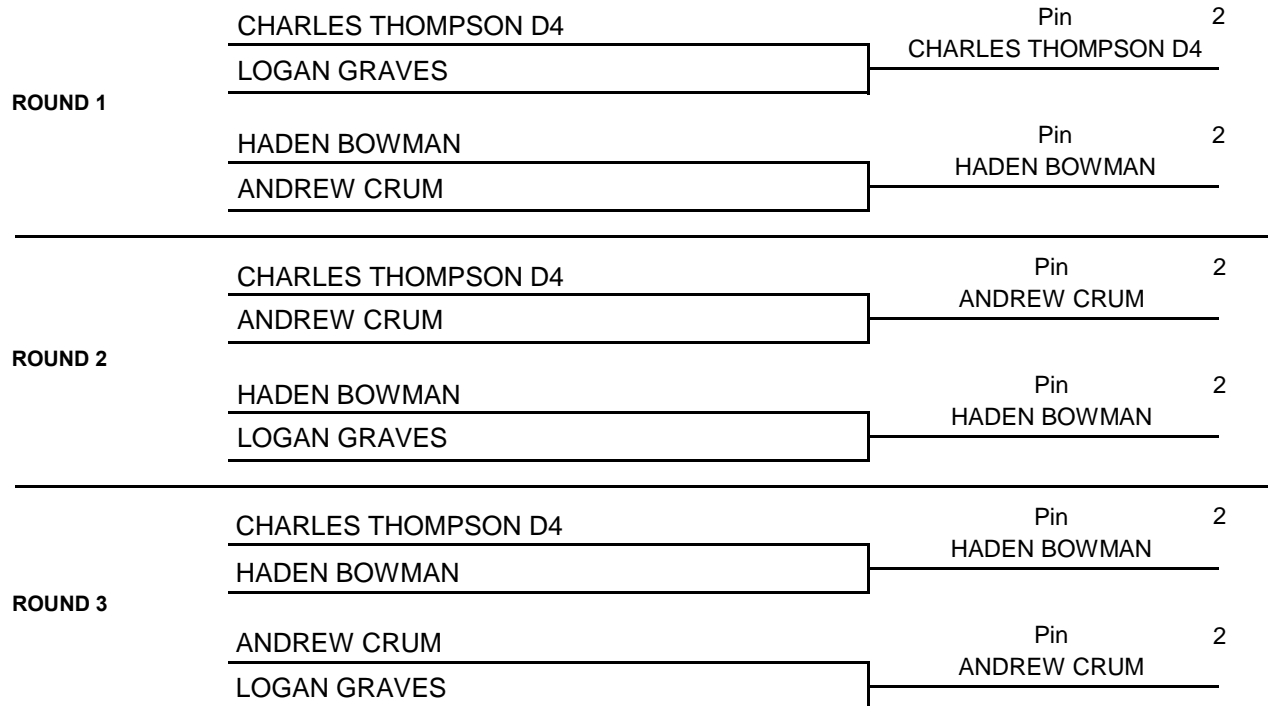 CHARLES THOMPSON D4
Pin 2
CHARLES THOMPSON D4
LOGAN GRAVES
ROUND 1
HADEN BOWMAN
Pin 2
HADEN BOWMAN
ANDREW CRUM
CHARLES THOMPSON D4
Pin 2
ANDREW CRUM
ANDREW CRUM
ROUND 2
HADEN BOWMAN
Pin 2
HADEN BOWMAN
LOGAN GRAVES
CHARLES THOMPSON D4
Pin 2
HADEN BOWMAN
HADEN BOWMAN
ROUND 3
ANDREW CRUM
Pin 2
ANDREW CRUM
LOGAN GRAVES